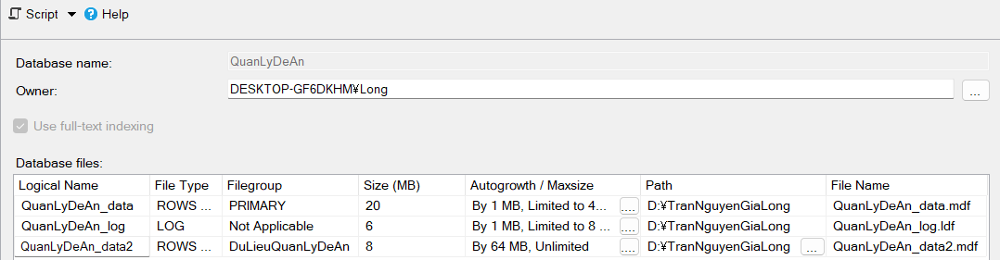 Script Help
Database name: QuanLyDeAn
Owner: DESKTOP-GF6DKHM¥Long ...
Use full-text indexing
Database files:
Logical Name File Type Filegroup Size (MB) Autogrowth / Maxsize Path File Name
QuanLyDeAn_data ROWS ... PRIMARY 20 By 1 MB, Limited to 4... .... D:¥TranNguyenGiaLong QuanLyDeAn_data.mdf
QuanLyDeAn_log LOG Not Applicable 6 By 1 MB, Limited to 8 ... .... D:¥TranNguyenGiaLong QuanLyDeAn_log.ldf
QuanLyDeAn_data2 ROWS ... DuLieuQuanLyDeAn 8 By 64 MB, Unlimited .... D:¥TranNguyenGiaLong ... QuanLyDeAn_data2.mdf